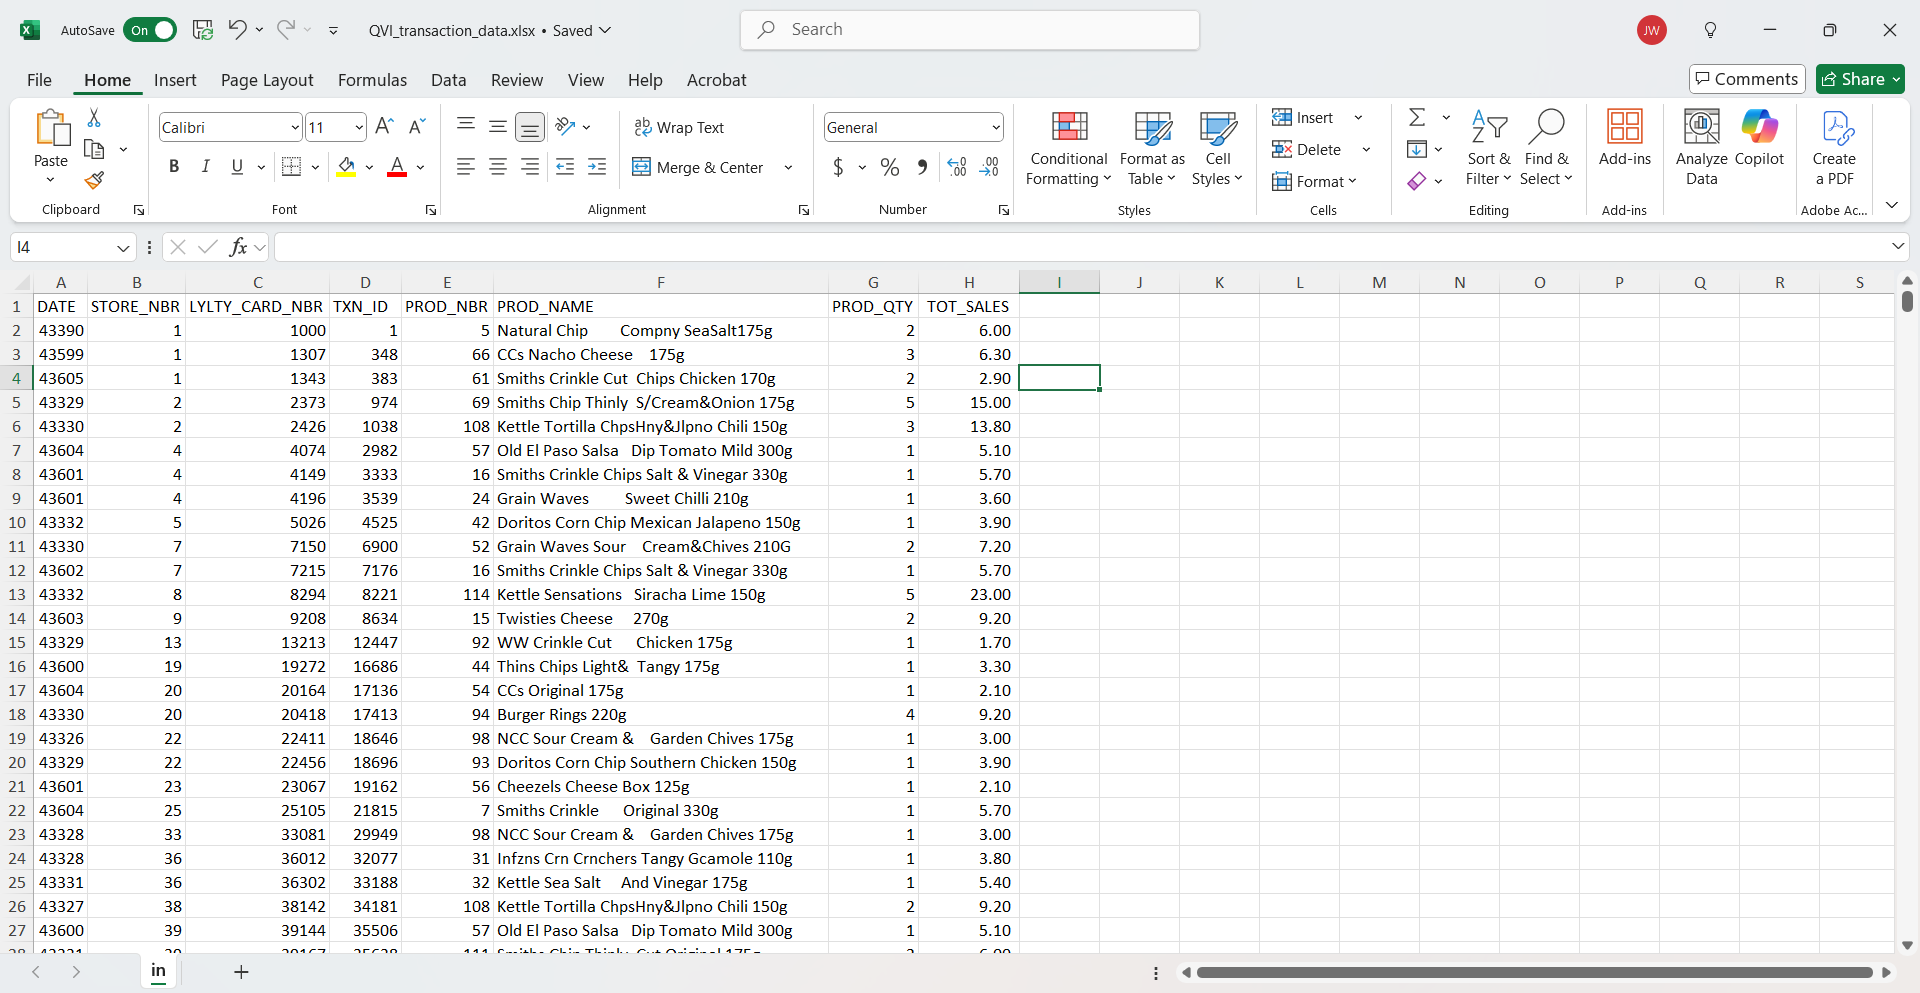 AutoSave On QVI_transaction_data.xlsx • Saved Search JW
File Home Insert Page Layout Formulas Data Review View Help Acrobat Comments Share
Paste Calibri 11 Wrap Text General Conditional Formatting Format as Table Cell Styles Insert Sort & Filter Find & Select Add-ins Analyze Data Copilot Create a PDF
B I U A Merge & Center $ % Delete
Format
Clipboard Font Alignment Number Styles Cells Editing Add-ins Adobe Ac...
I4 fx
A B C D E F G H I J K L M N O P Q R S
1 DATE STORE_NBR LYLTY_CARD_NBR TXN_ID PROD_NBR PROD_NAME PROD_QTY TOT_SALES
2 43390 1 1000 1 5 Natural Chip Compny SeaSalt175g 2 6.00
3 43599 1 1307 348 66 CCs Nacho Cheese 175g 3 6.30
4 43605 1 1343 383 61 Smiths Crinkle Cut Chips Chicken 170g 2 2.90
5 43329 2 2373 974 69 Smiths Chip Thinly S/Cream&Onion 175g 5 15.00
6 43330 2 2426 1038 108 Kettle Tortilla ChpsHny&Jlpno Chili 150g 3 13.80
7 43604 4 4074 2982 57 Old El Paso Salsa Dip Tomato Mild 300g 1 5.10
8 43601 4 4149 3333 16 Smiths Crinkle Chips Salt & Vinegar 330g 1 5.70
9 43601 4 4196 3539 24 Grain Waves Sweet Chilli 210g 1 3.60
10 43332 5 5026 4525 42 Doritos Corn Chip Mexican Jalapeno 150g 1 3.90
11 43330 7 7150 6900 52 Grain Waves Sour Cream&Chives 210G 2 7.20
12 43602 7 7215 7176 16 Smiths Crinkle Chips Salt & Vinegar 330g 1 5.70
13 43332 8 8294 8221 114 Kettle Sensations Siracha Lime 150g 5 23.00
14 43603 9 9208 8634 15 Twisties Cheese 270g 2 9.20
15 43329 13 13213 12447 92 WW Crinkle Cut Chicken 175g 1 1.70
16 43600 19 19272 16686 44 Thins Chips Light& Tangy 175g 1 3.30
17 43604 20 20164 17136 54 CCs Original 175g 1 2.10
18 43330 20 20418 17413 94 Burger Rings 220g 4 9.20
19 43326 22 22411 18646 98 NCC Sour Cream & Garden Chives 175g 1 3.00
20 43329 22 22456 18696 93 Doritos Corn Chip Southern Chicken 150g 1 3.90
21 43601 23 23067 19162 56 Cheezels Cheese Box 125g 1 2.10
22 43604 25 25105 21815 7 Smiths Crinkle Original 330g 1 5.70
23 43328 33 33081 29949 98 NCC Sour Cream & Garden Chives 175g 1 3.00
24 43328 36 36012 32077 31 Infzns Crn Crnchers Tangy Gcamole 110g 1 3.80
25 43331 36 36302 33188 32 Kettle Sea Salt And Vinegar 175g 1 5.40
26 43327 38 38142 34181 108 Kettle Tortilla ChpsHny&Jlpno Chili 150g 2 9.20
27 43600 39 39144 35506 57 Old El Paso Salsa Dip Tomato Mild 300g 1 5.10
in